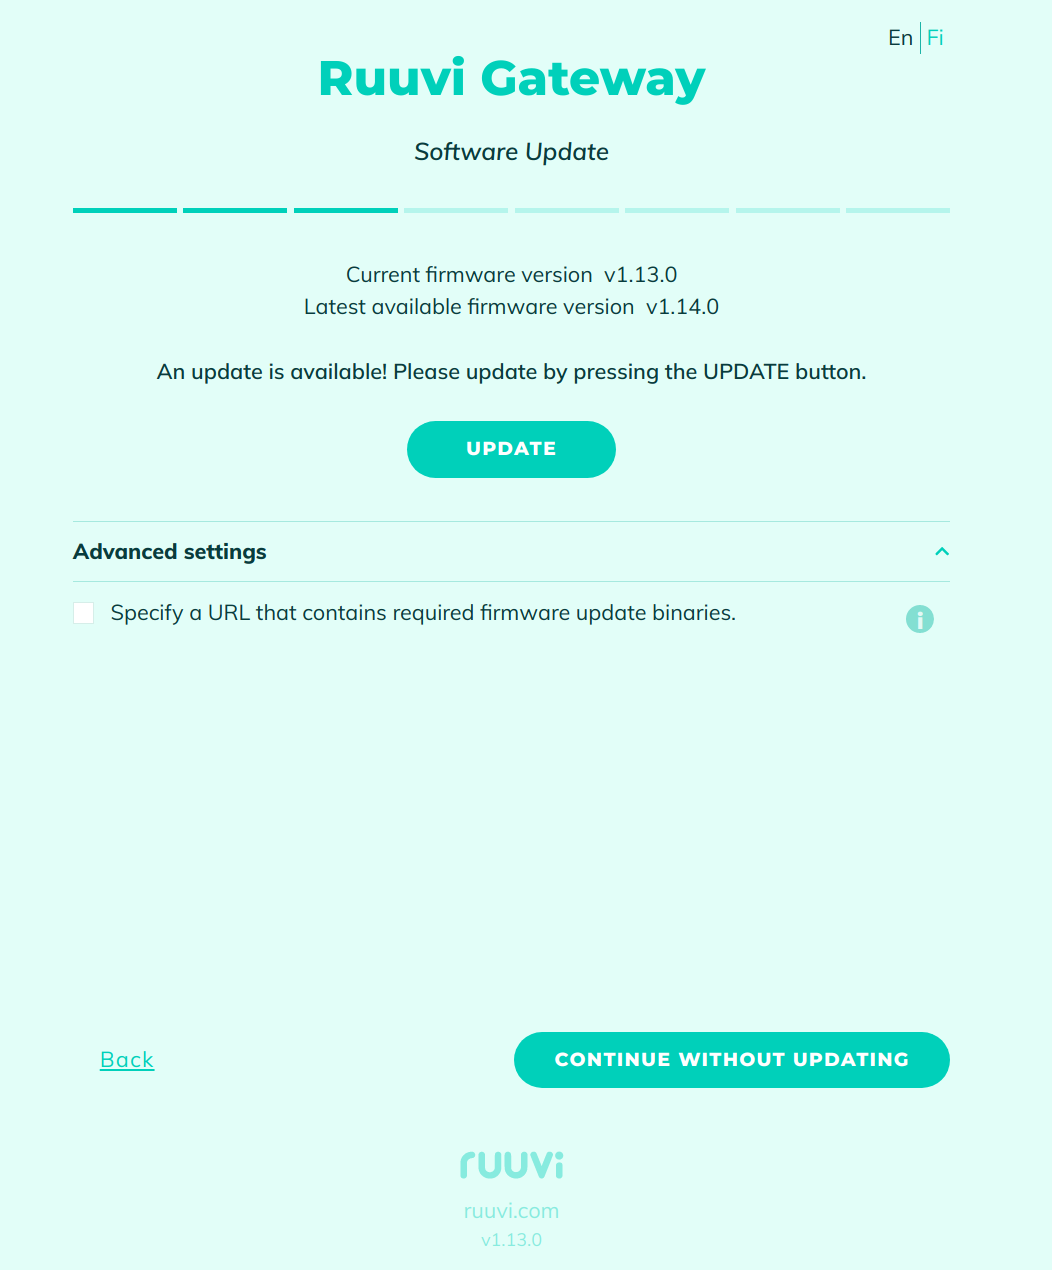 En Fi
Ruuvi Gateway
Software Update
Current firmware version v1.13.0
Latest available firmware version v1.14.0
An update is available! Please update by pressing the UPDATE button.
UPDATE
Advanced settings
Specify a URL that contains required firmware update binaries.
Back
CONTINUE WITHOUT UPDATING
ruuvi
ruuvi.com
v1.13.0